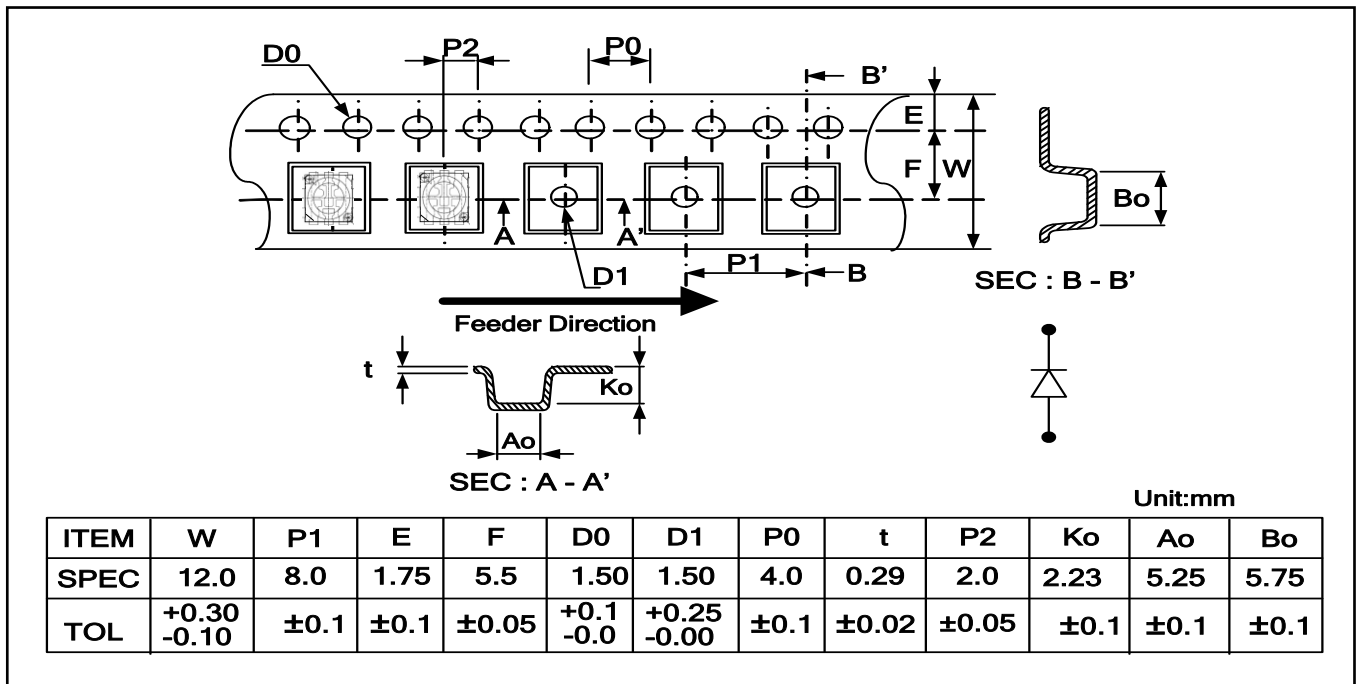 D0
P2
P0
B'
E
F
W
A
A'
D1
P1
B
Bo
SEC : B - B'
Feeder Direction
t
Ko
Ao
SEC : A - A’
Unit:mm
ITEM W P1 E F D0 D1 P0 t P2 Ko Ao Bo
SPEC 12.0 8.0 1.75 5.5 1.50 1.50 4.0 0.29 2.0 2.23 5.25 5.75
TOL +0.30 -0.10 ±0.1 ±0.1 ±0.05 +0.1 -0.0 +0.25 -0.00 ±0.1 ±0.02 ±0.05 ±0.1 ±0.1 ±0.1